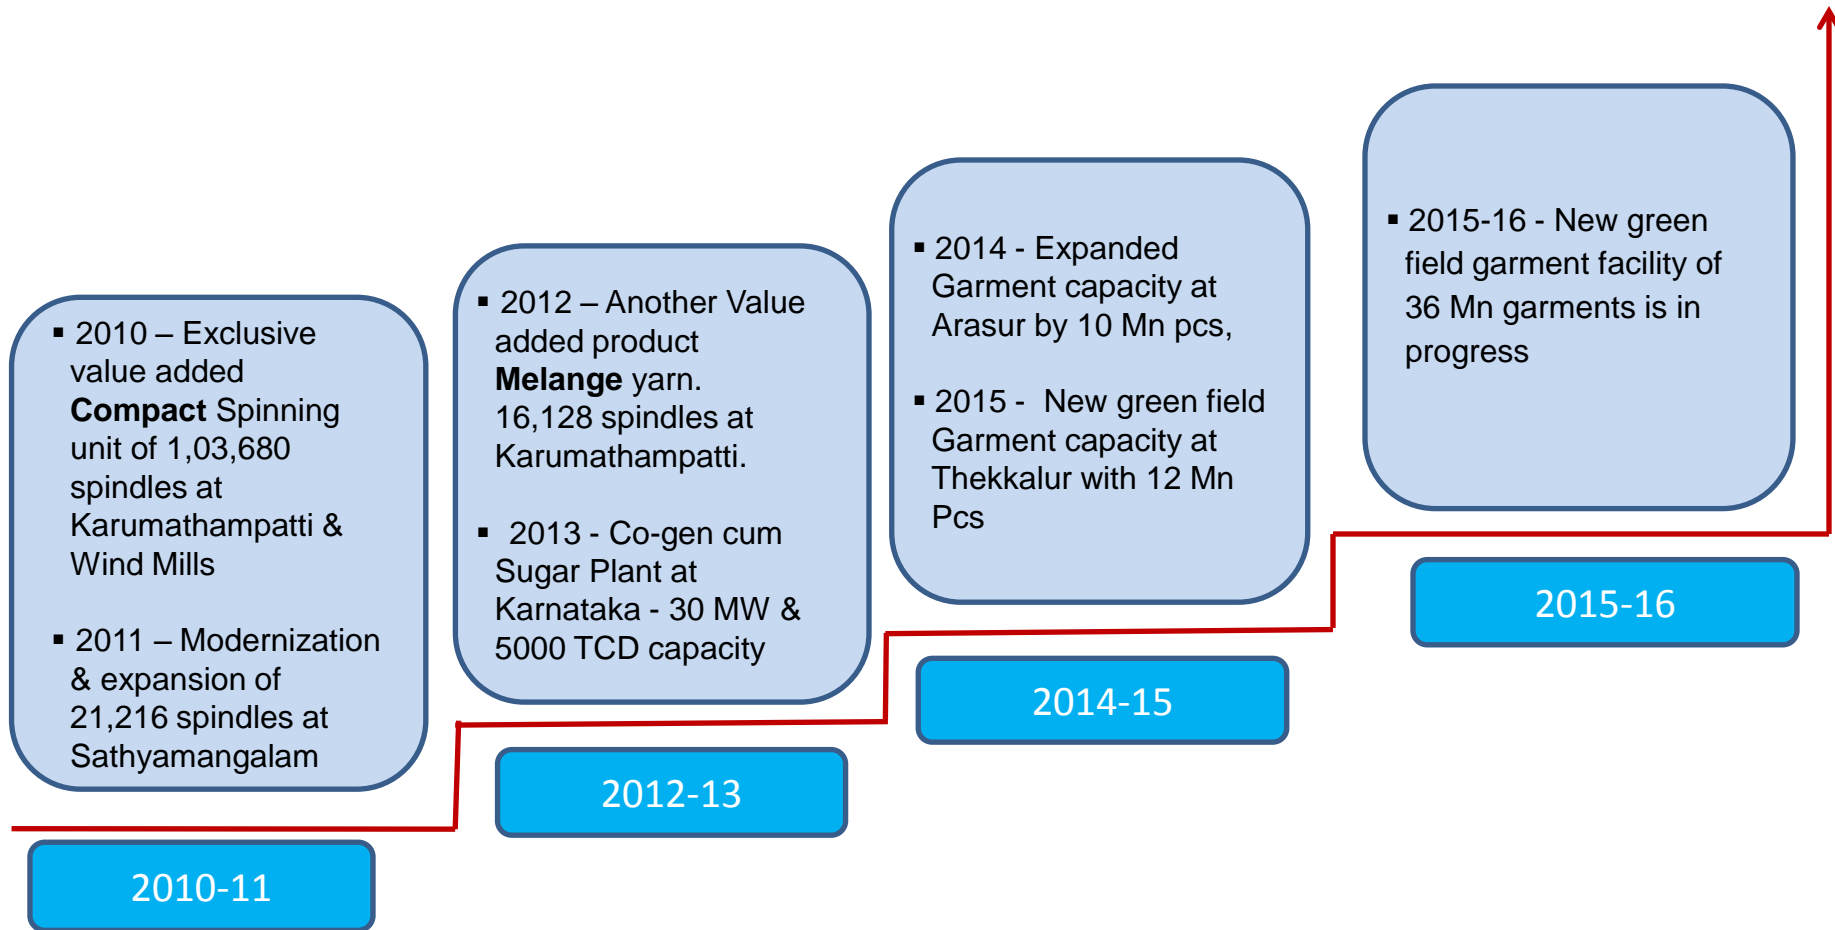 ▪ 2010 – Exclusive
value added
Compact Spinning
unit of 1,03,680
spindles at
Karumathampatti &
Wind Mills
▪ 2011 – Modernization
& expansion of
21,216 spindles at
Sathyamangalam
2010-11
▪ 2012 – Another Value
added product
Melange yarn.
16,128 spindles at
Karumathampatti.
▪ 2013 - Co-gen cum
Sugar Plant at
Karnataka - 30 MW &
5000 TCD capacity
2012-13
▪ 2014 - Expanded
Garment capacity at
Arasur by 10 Mn pcs,
▪ 2015 - New green field
Garment capacity at
Thekkalur with 12 Mn
Pcs
2014-15
▪ 2015-16 - New green
field garment facility of
36 Mn garments is in
progress
2015-16